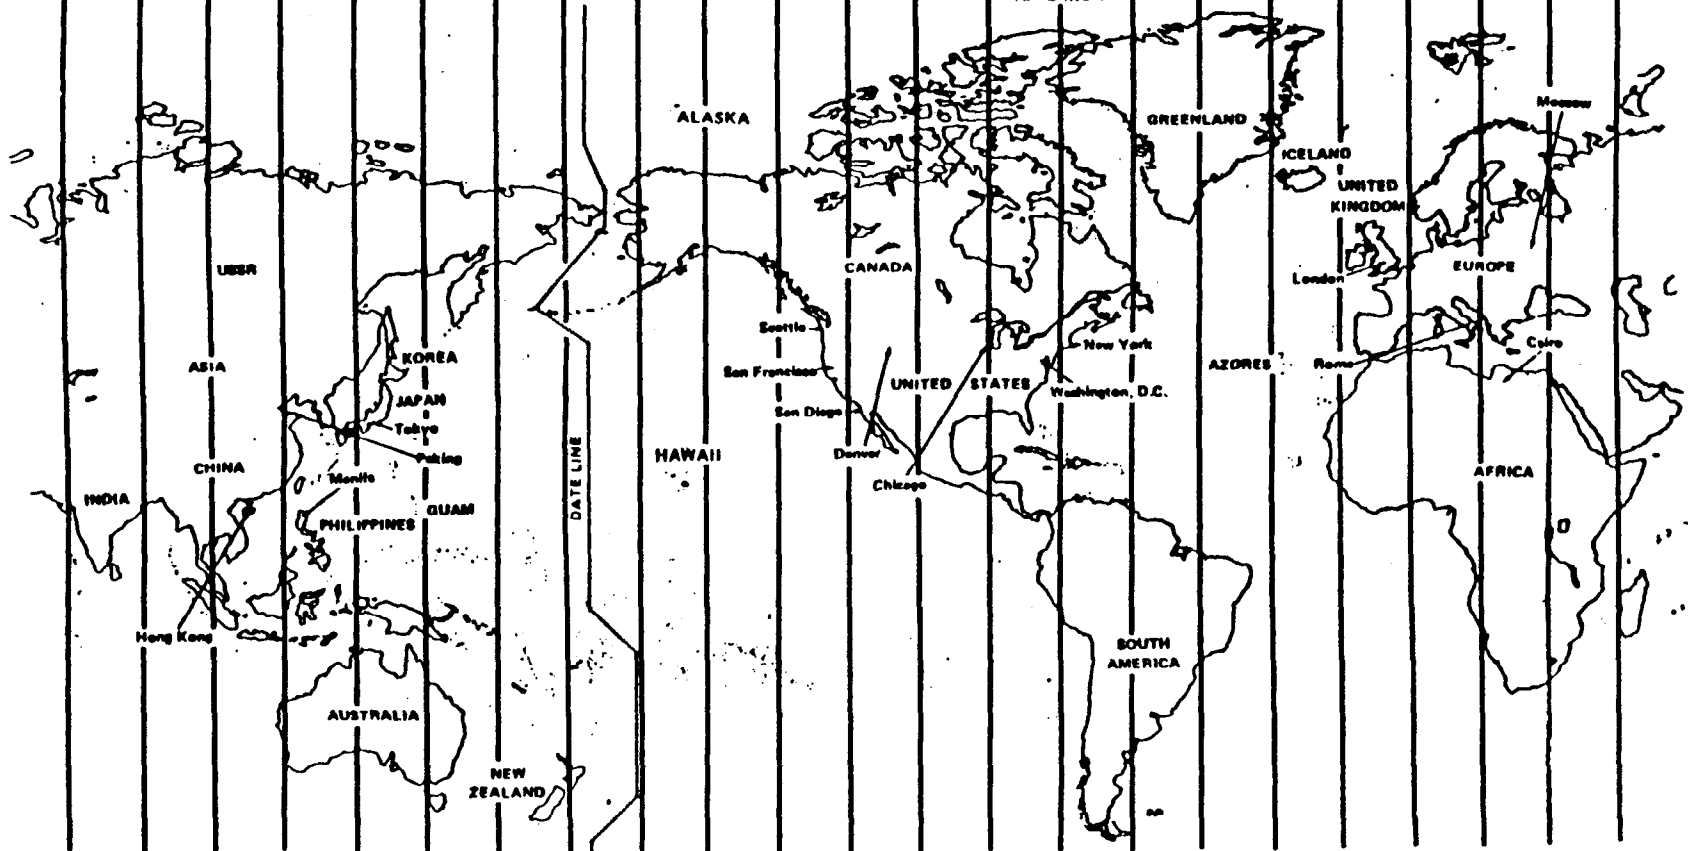 ALASKA
GREENLAND
Moscow
ICELAND
UNITED
KINGDOM
USSR
CANADA
EUROPE
London
Seattle
New York
Cairo
KOREA
ASIA
San Francisco
UNITED STATES
AZORES
Rome
Washington, D.C.
JAPAN
San Diego
Tokyo
DATE LINE
HAWAII
Denver
Peking
CHINA
AFRICA
Manila
Chicago
INDIA
GUAM
PHILIPPINES
Hong Kong
SOUTH
AMERICA
AUSTRALIA
NEW
ZEALAND